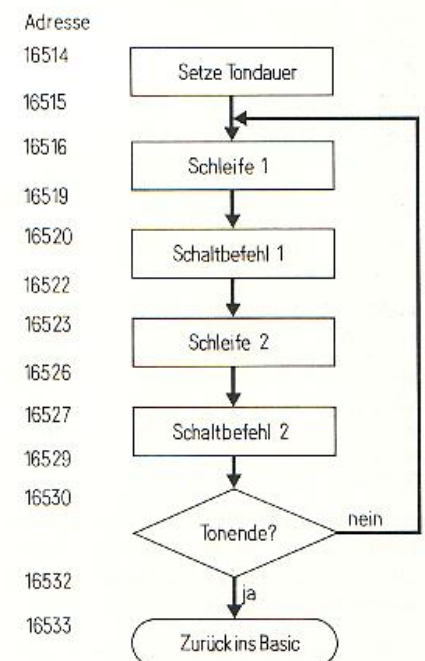 Adresse
16514
Setze Tondauer
16515
16516
Schleife 1
16519
16520
Schaltbefehl 1
16522
16523
Schleife 2
16526
16527
Schaltbefehl 2
16529
16530
Tonende?
nein
16532
ja
16533
Zurück ins Basic